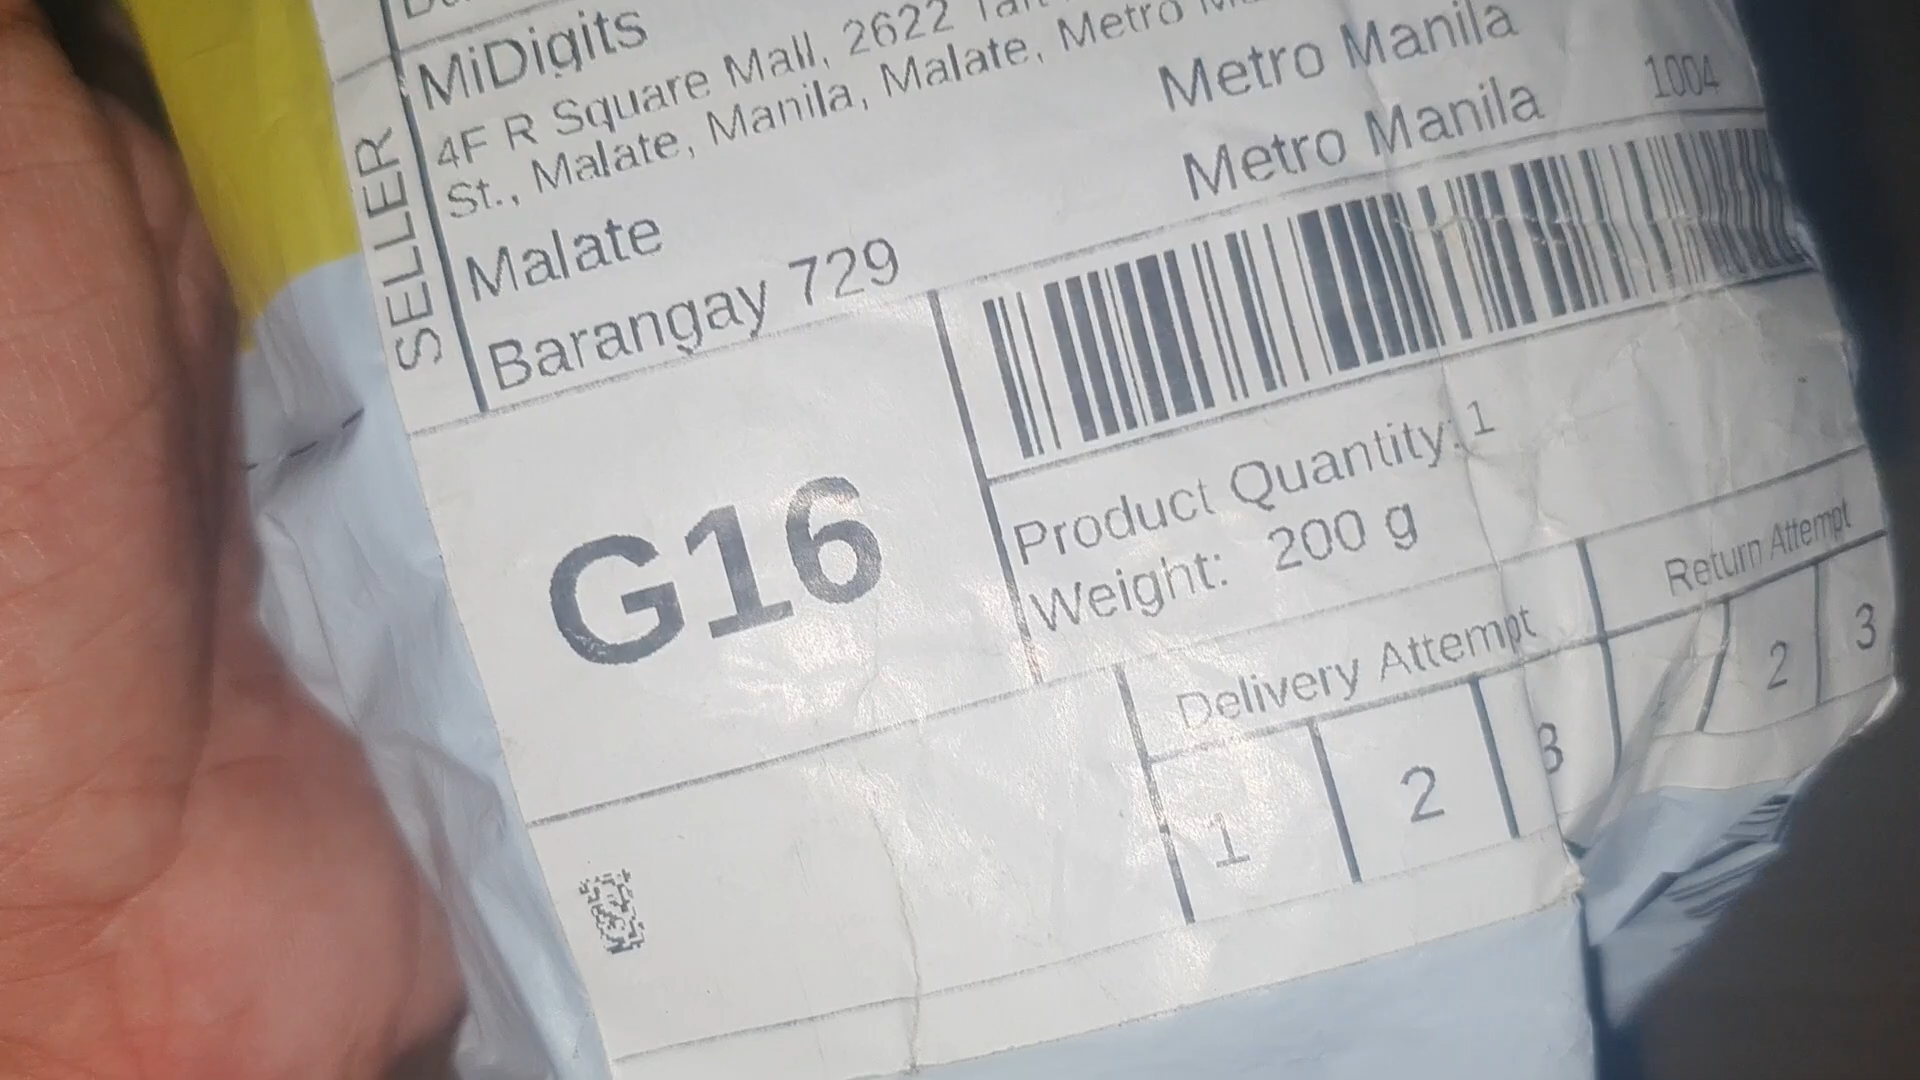 MiDigits
4F R Square Mall, 2622
St., Malate, Manila, Malate, Metro
Malate
Metro Manila
Barangay 729
Metro Manila
1004
SELLER
G16
Product Quantity: 1
Weight: 200 g
Delivery Attempt
Return Attempt
1 2 3
2 3